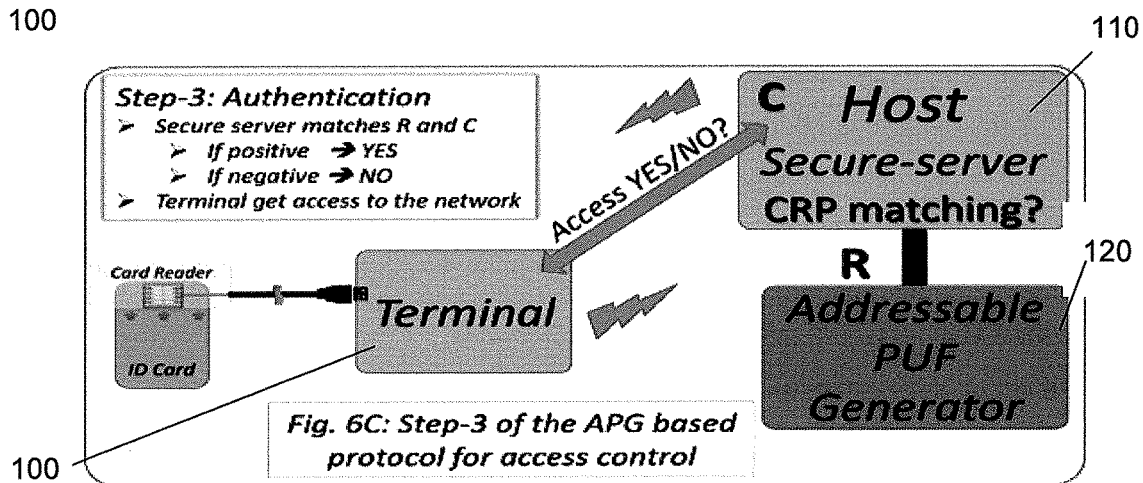 100
110
Step-3: Authentication
➤ Secure server matches R and C
➤ If positive ➔ YES
➤ If negative ➔ NO
➤ Terminal get access to the network
C Host
Secure-server
CRP matching?
Access YES/NO?
R
120
Addressable
PUF
Generator
Card Reader
ID Card
Terminal
Fig. 6C: Step-3 of the APG based
protocol for access control
100